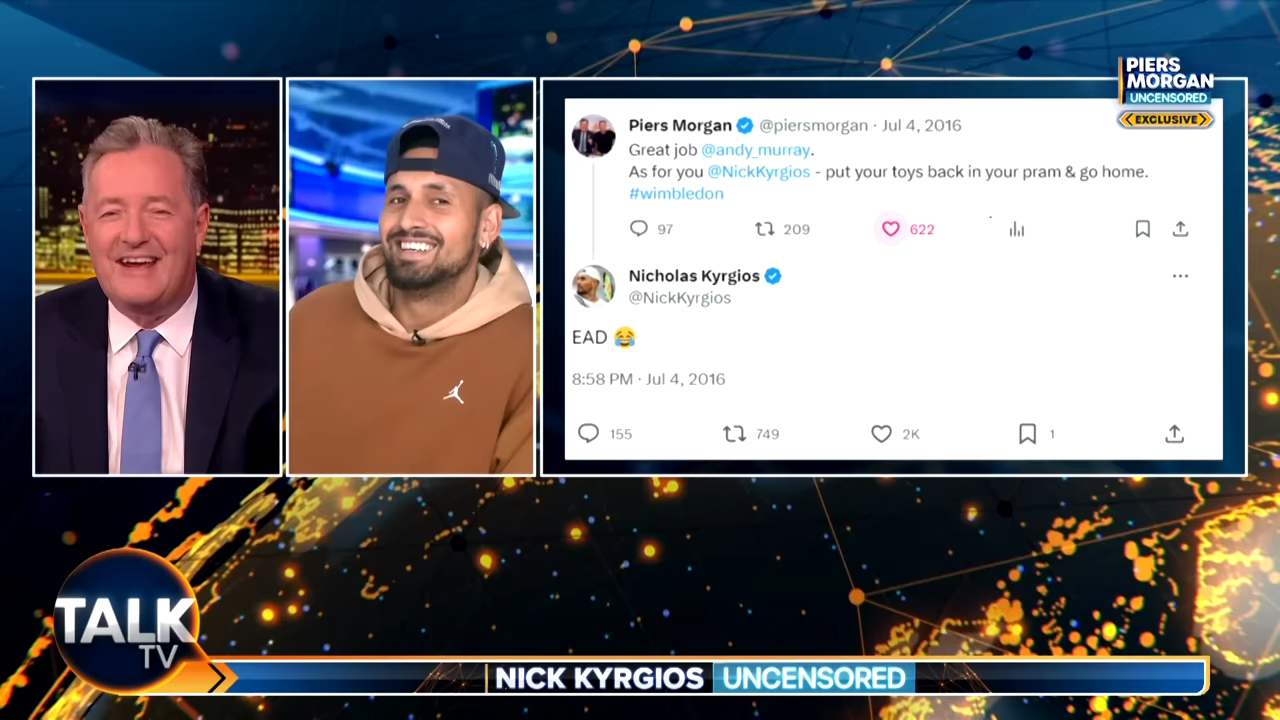 PIERS
MORGAN
UNCENSORED
EXCLUSIVE
Piers Morgan @piersmorgan · Jul 4, 2016
Great job @andy_murray.
As for you @NickKyrgios - put your toys back in your pram & go home.
#wimbledon
97 209 622
Nicholas Kyrgios
@NickKyrgios
EAD 😂
8:58 PM · Jul 4, 2016
155 749 2K 1
TALK
TV
NICK KYRGIOS UNCENSORED